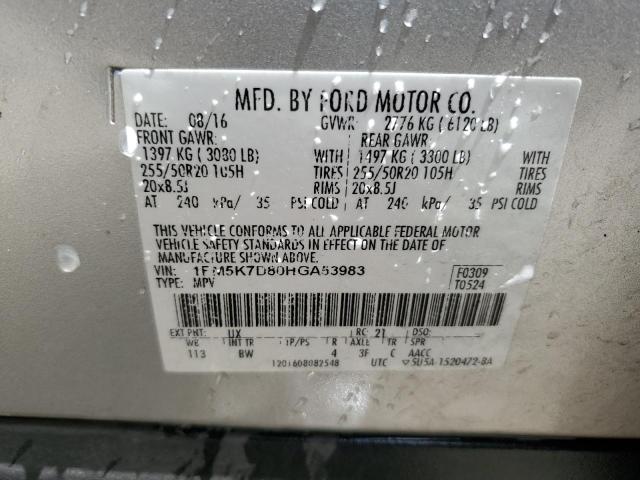 MFD. BY FORD MOTOR CO.
DATE: 08/16 GVWR: 2776 KG ( 6120 LB)
FRONT GAWR: REAR GAWR:
1397 KG ( 3080 LB) WITH 1497 KG ( 3300 LB) WITH
255/50R20 105H TIRES 255/50R20 105H TIRES
20x8.5J RIMS 20x8.5J RIMS
AT 240 kPa/ 35 PSI COLD AT 240 kPa/ 35 PSI COLD
THIS VEHICLE CONFORMS TO ALL APPLICABLE FEDERAL MOTOR
VEHICLE SAFETY STANDARDS IN EFFECT ON THE DATE OF
MANUFACTURE SHOWN ABOVE.
VIN: 1FM5K7D80HGA53983 F0309
TYPE: MPV T0524
EXT PNT: UX RC: 21 DSO:
WB INT TR TP/PS R AXLE TR SPR
113 BW 4 3F C AACC
1201608082548 UTC ▽5U5A-1520472-BA